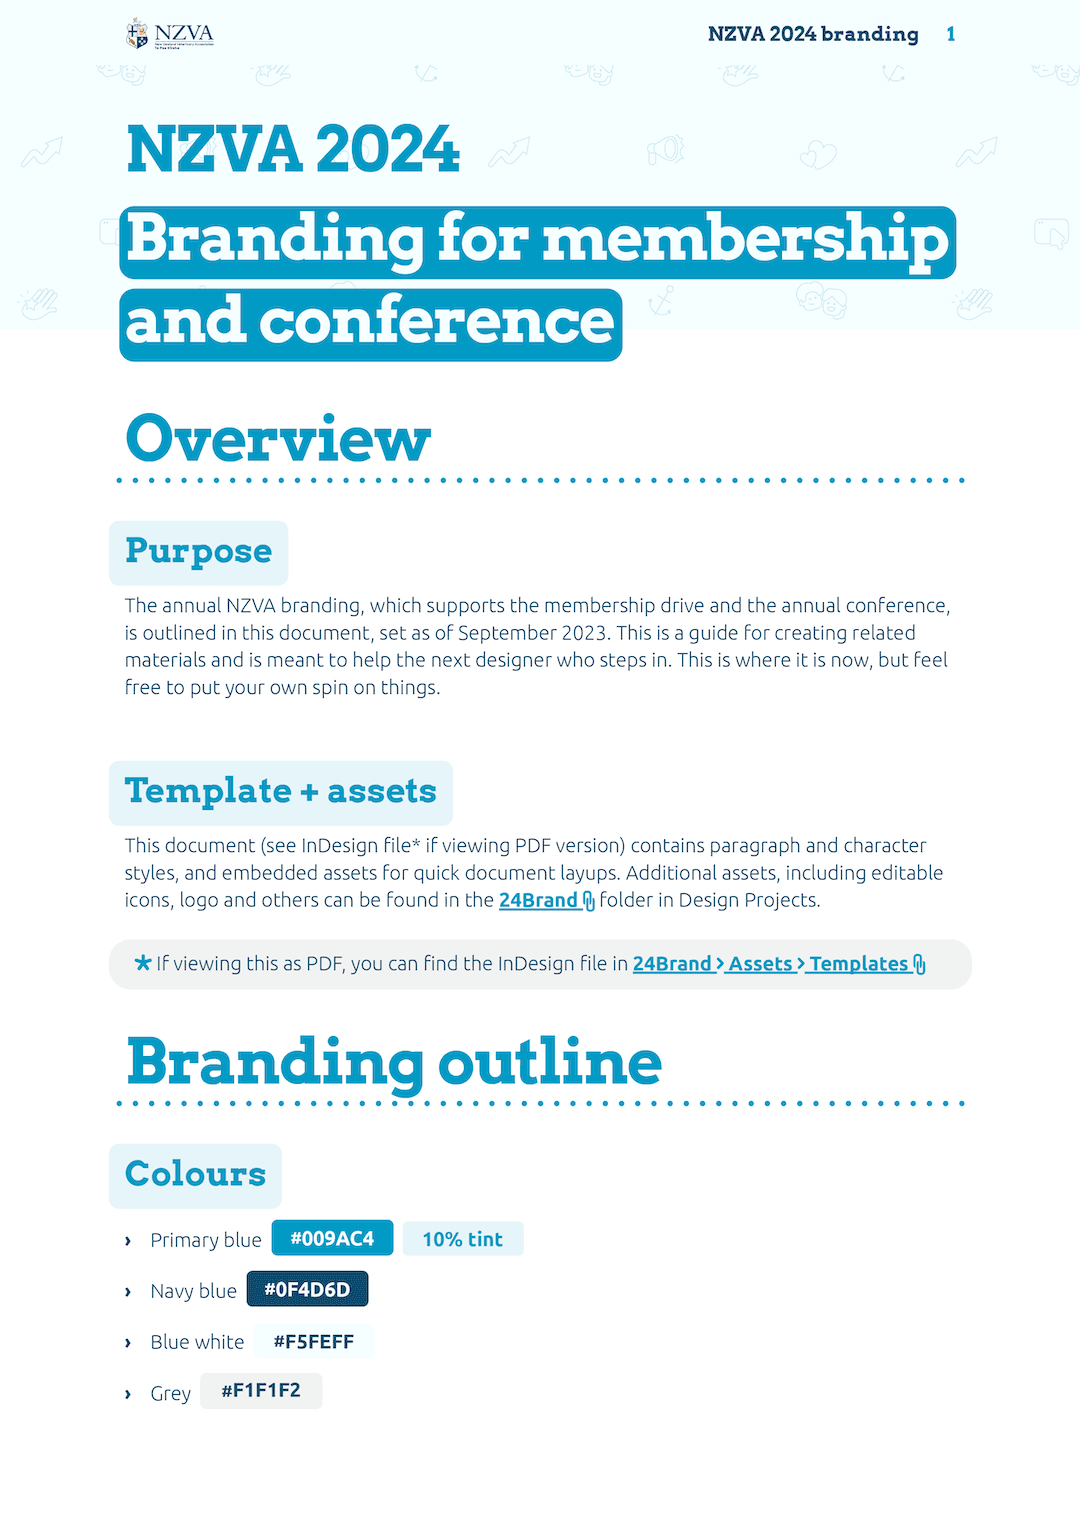 NZVA
New Zealand Veterinary Association
Te Pae Kīrehe
NZVA 2024 branding 1
NZVA 2024
Branding for membership
and conference
Overview
Purpose
The annual NZVA branding, which supports the membership drive and the annual conference,
is outlined in this document, set as of September 2023. This is a guide for creating related
materials and is meant to help the next designer who steps in. This is where it is now, but feel
free to put your own spin on things.
Template + assets
This document (see InDesign file* if viewing PDF version) contains paragraph and character
styles, and embedded assets for quick document layups. Additional assets, including editable
icons, logo and others can be found in the 24Brand folder in Design Projects.
* If viewing this as PDF, you can find the InDesign file in 24Brand > Assets > Templates
Branding outline
Colours
› Primary blue #009AC4 10% tint
› Navy blue #0F4D6D
› Blue white #F5FEFF
› Grey #F1F1F2